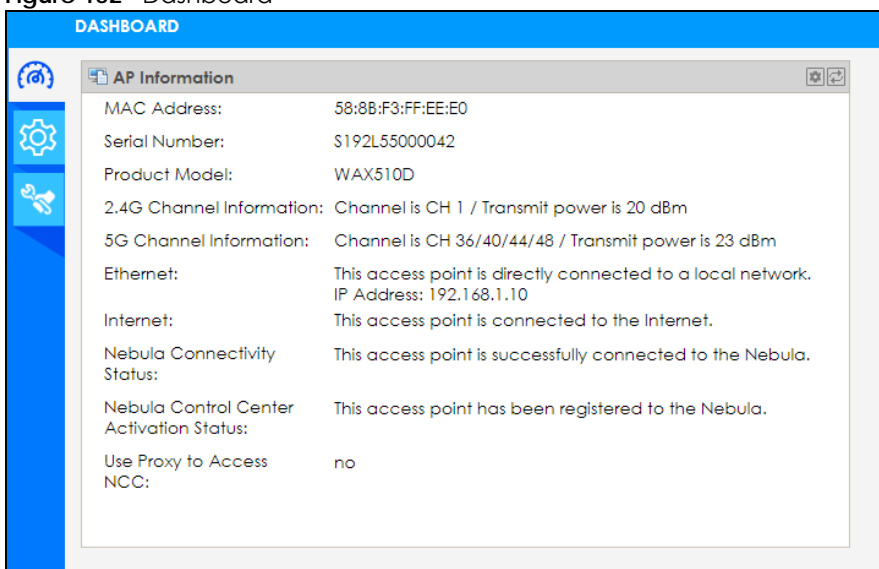 DASHBOARD
AP Information
MAC Address: 58:8B:F3:FF:EE:E0
Serial Number: S192L55000042
Product Model: WAX510D
2.4G Channel Information: Channel is CH 1 / Transmit power is 20 dBm
5G Channel Information: Channel is CH 36/40/44/48 / Transmit power is 23 dBm
Ethernet: This access point is directly connected to a local network.
IP Address: 192.168.1.10
Internet: This access point is connected to the Internet.
Nebula Connectivity This access point is successfully connected to the Nebula.
Status:
Nebula Control Center This access point has been registered to the Nebula.
Activation Status:
Use Proxy to Access no
NCC: